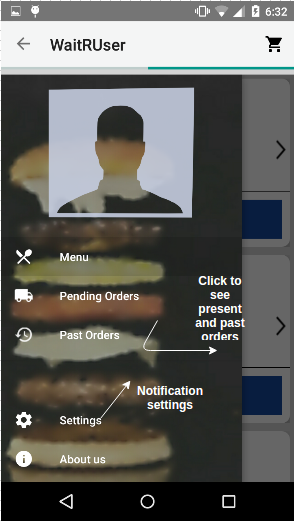 6:32
WaitRUser
Menu
Pending Orders
Past Orders
Click to
see
present
and past
orders
Notification
settings
Settings
About us